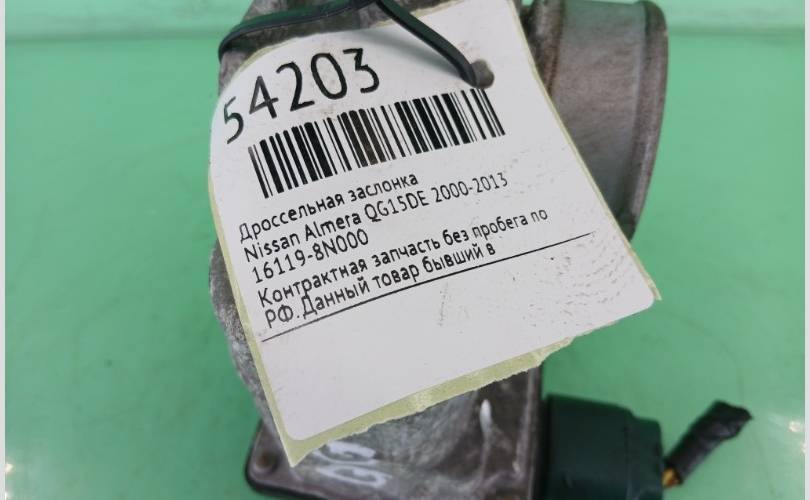 54203
Дроссельная заслонка
Nissan Almera QG15DE 2000-2013
16119-8N000
Контрактная запчасть без пробега по
РФ.Данный товар бывший в